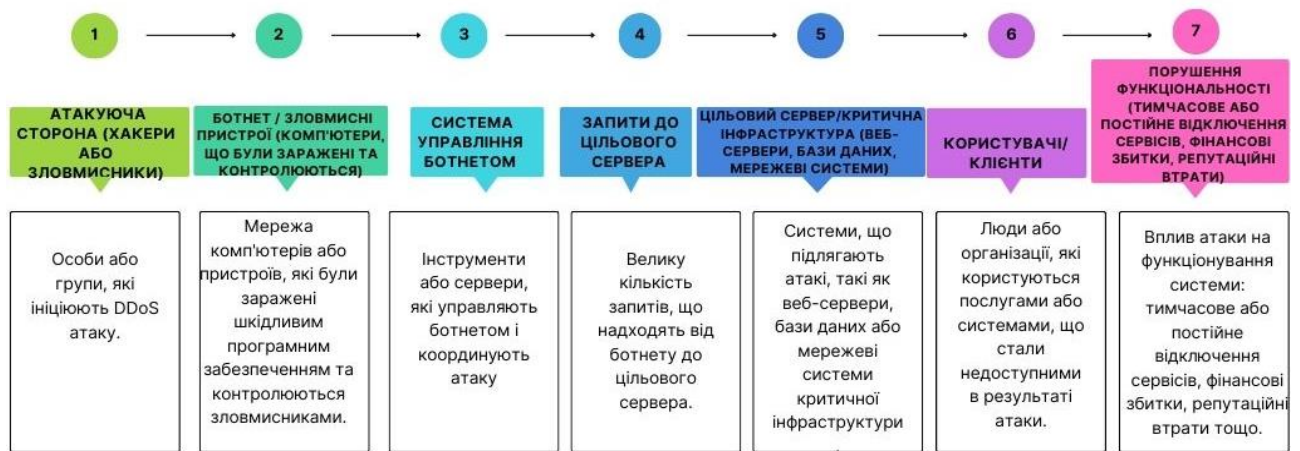 1
2
3
4
5
6
7
АТАКУЮЧА
СТОРОНА (ХАКЕРИ
АБО
ЗЛОВМИСНИКИ)
БОТНЕТ / ЗЛОВМИСНІ
ПРИСТРОЇ (КОМП'ЮТЕРИ,
ЩО БУЛИ ЗАРАЖЕНІ ТА
КОНТРОЛЮЮТЬСЯ)
СИСТЕМА
УПРАВЛІННЯ
БОТНЕТОМ
ЗАПИТИ ДО
ЦІЛЬОВОГО
СЕРВЕРА
ЦІЛЬОВИЙ СЕРВЕР/КРИТИЧНА
ІНФРАСТРУКТУРА (ВЕБ-
СЕРВЕРИ, БАЗИ ДАНИХ,
МЕРЕЖЕВІ СИСТЕМИ)
КОРИСТУВАЧІ/
КЛІЄНТИ
ПОРУШЕННЯ
ФУНКЦІОНАЛЬНОСТІ
(ТИМЧАСОВЕ АБО
ПОСТІЙНЕ ВІДКЛЮЧЕННЯ
СЕРВІСІВ, ФІНАНСОВІ
ЗБИТКИ, РЕПУТАЦІЙНІ
ВТРАТИ)
Особи або
групи, які
ініціюють DDoS
атаку.
Мережа
комп'ютерів або
пристроїв, які були
заражені
шкідливим
програмним
забезпеченням та
контролюються
зловмисниками.
Інструменти
або сервери,
які управляють
ботнетом і
координують
атаку
Велику
кількість
запитів, що
надходять від
ботнету до
цільового
сервера.
Системи, що
підлягають
атаці, такі як
веб-сервери,
бази даних або
мережеві
системи
критичної
інфраструктури
Люди або
організації, які
користуються
послугами або
системами, що
стали
недоступними
в результаті
атаки.
Вплив атаки на
функціонування
системи:
тимчасове або
постійне
відключення
сервісів, фінансові
збитки, репутаційні
втрати тощо.